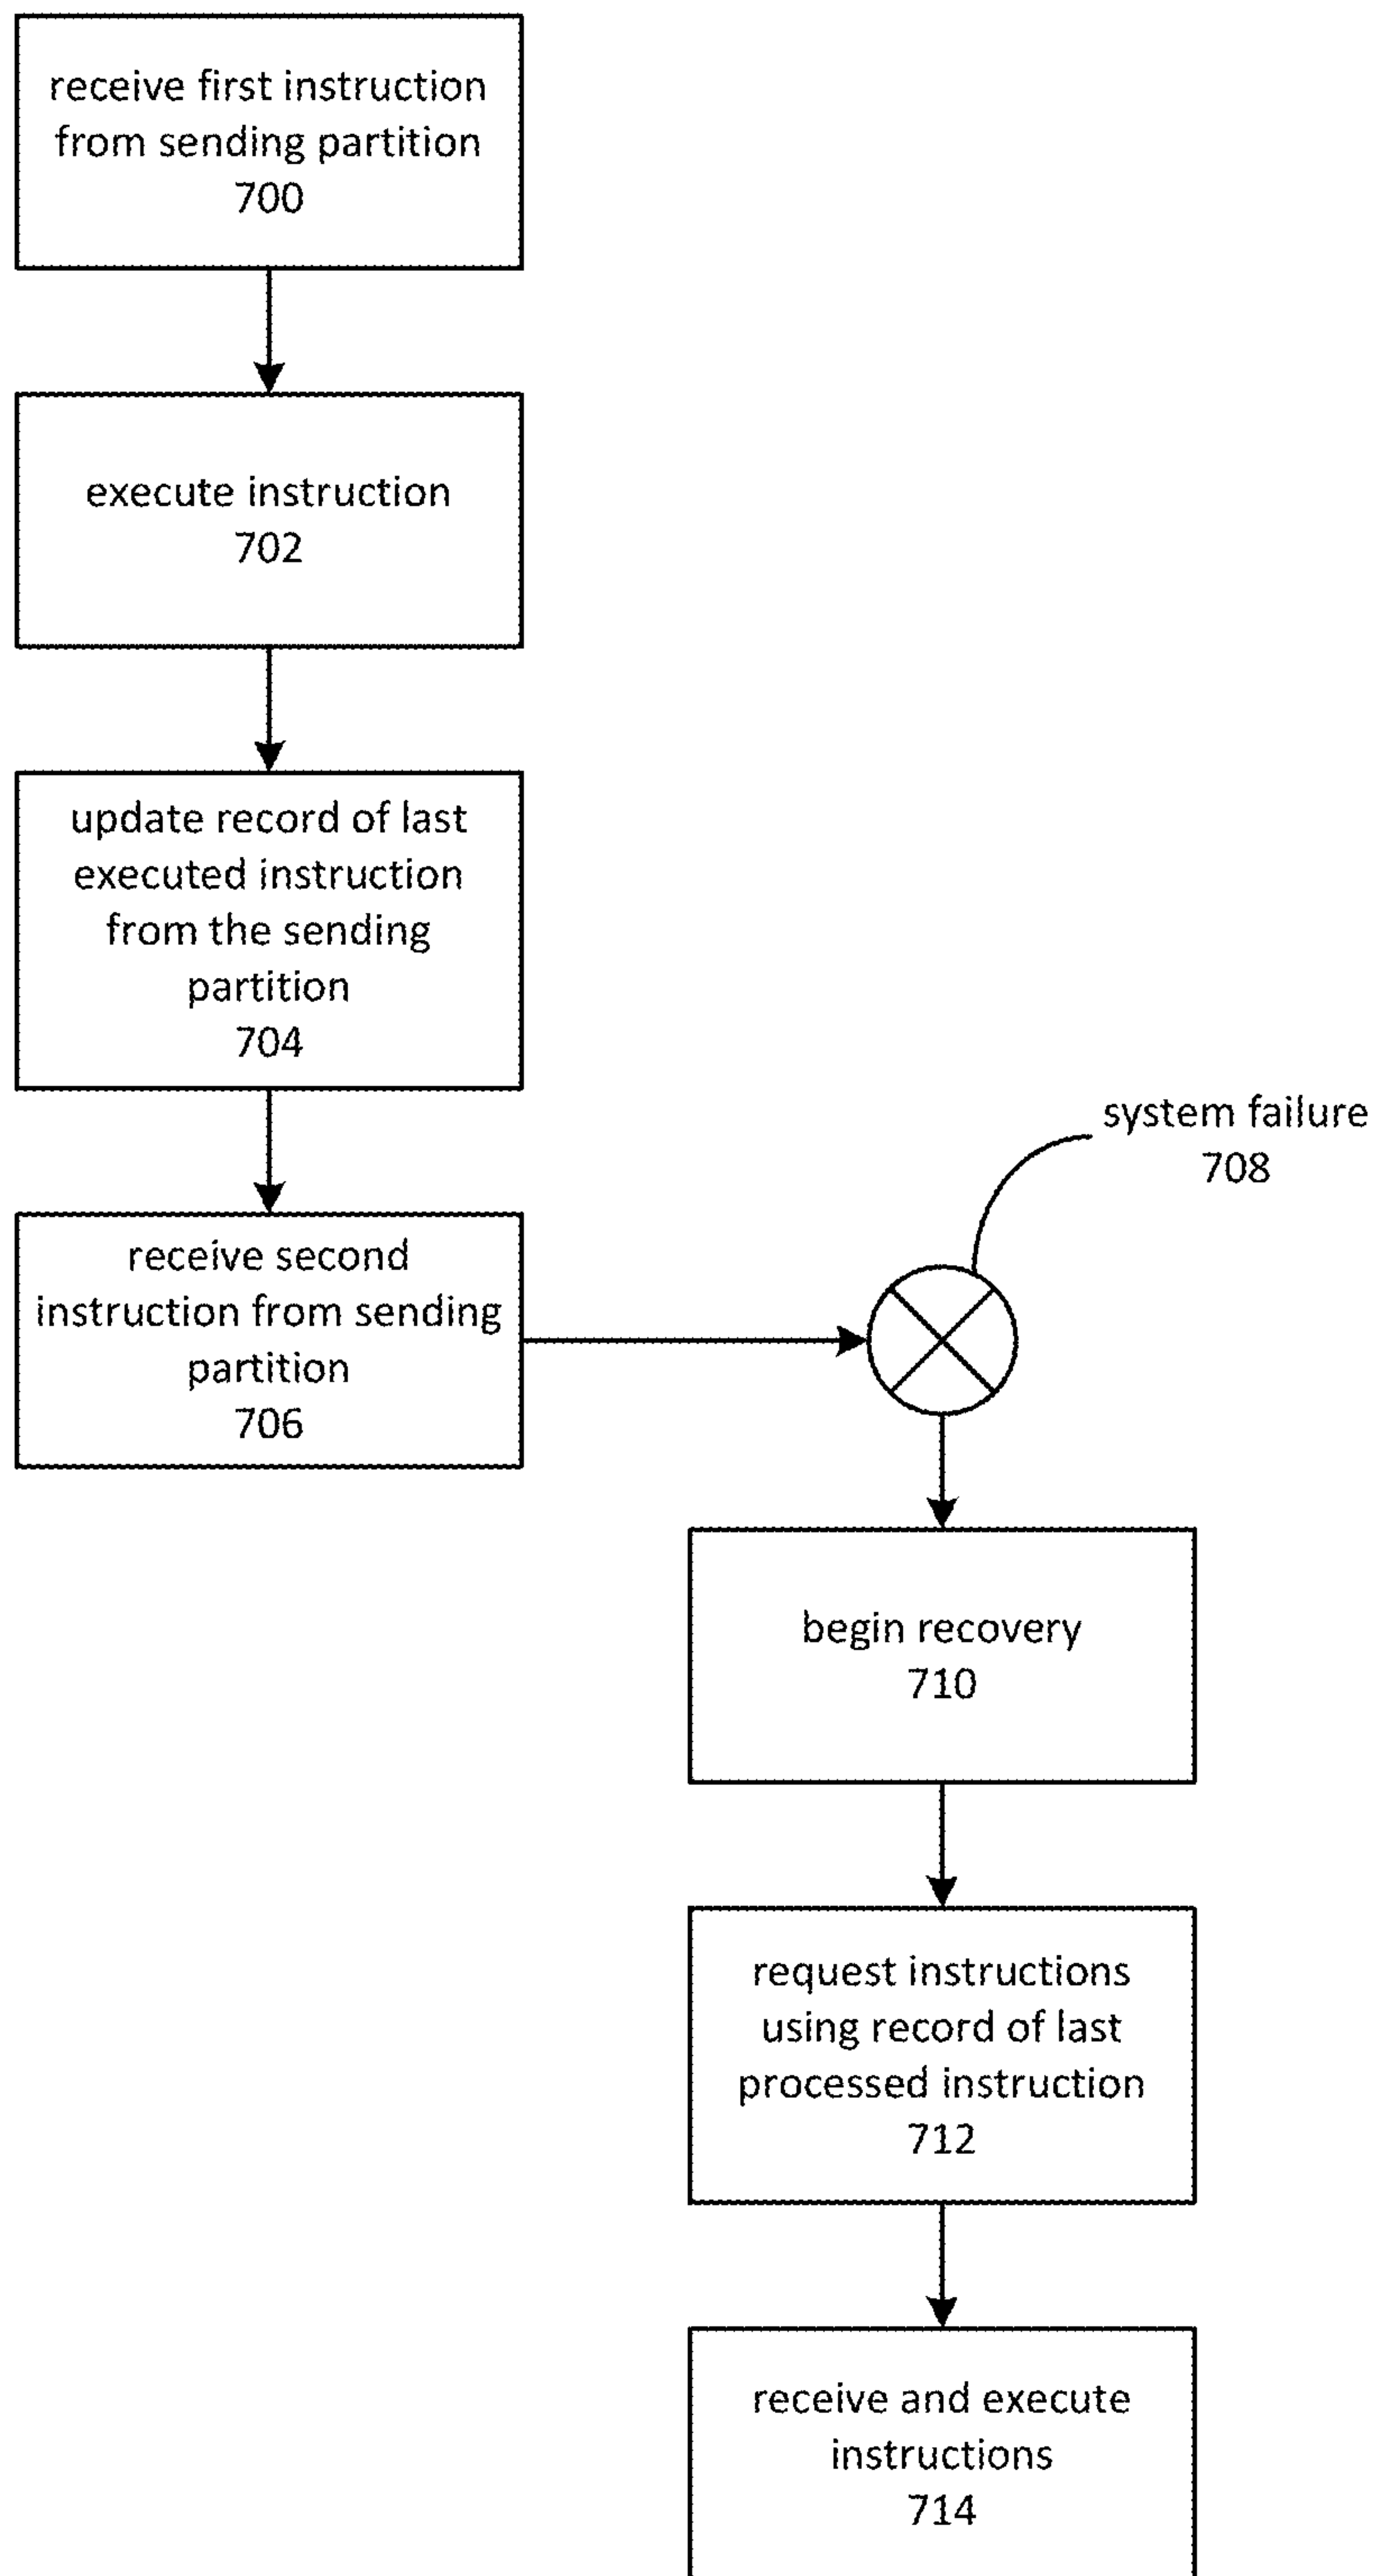 receive first instruction
from sending partition
700
execute instruction
702
update record of last
executed instruction
from the sending
partition
704
receive second
instruction from sending
partition
706
system failure
708
begin recovery
710
request instructions
using record of last
processed instruction
712
receive and execute
instructions
714